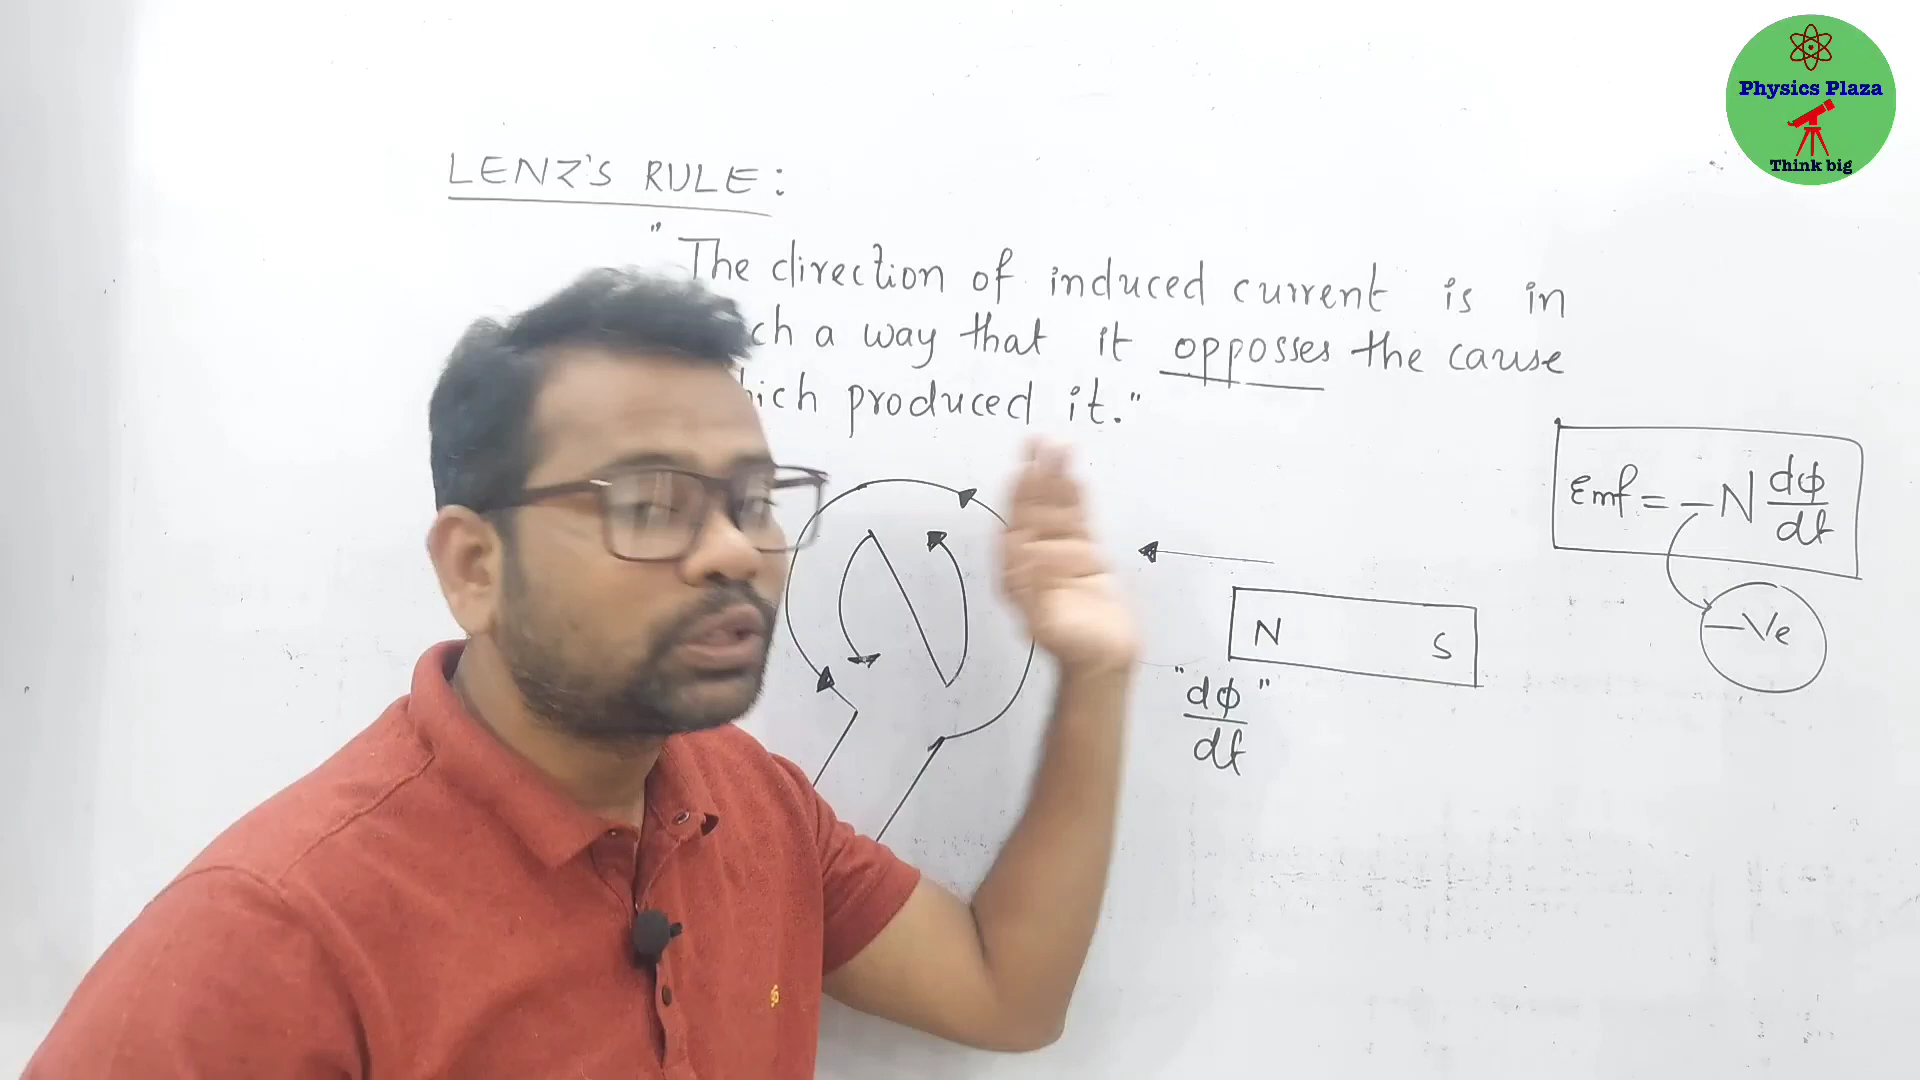 Physics Plaza
Think big
LENZ'S RULE:
"The direction of induced current is in
ch a way that it opposses the cause
hich produced it."
Emf = -N dφ/dt
-Ve
N
N S
"dφ/dt"